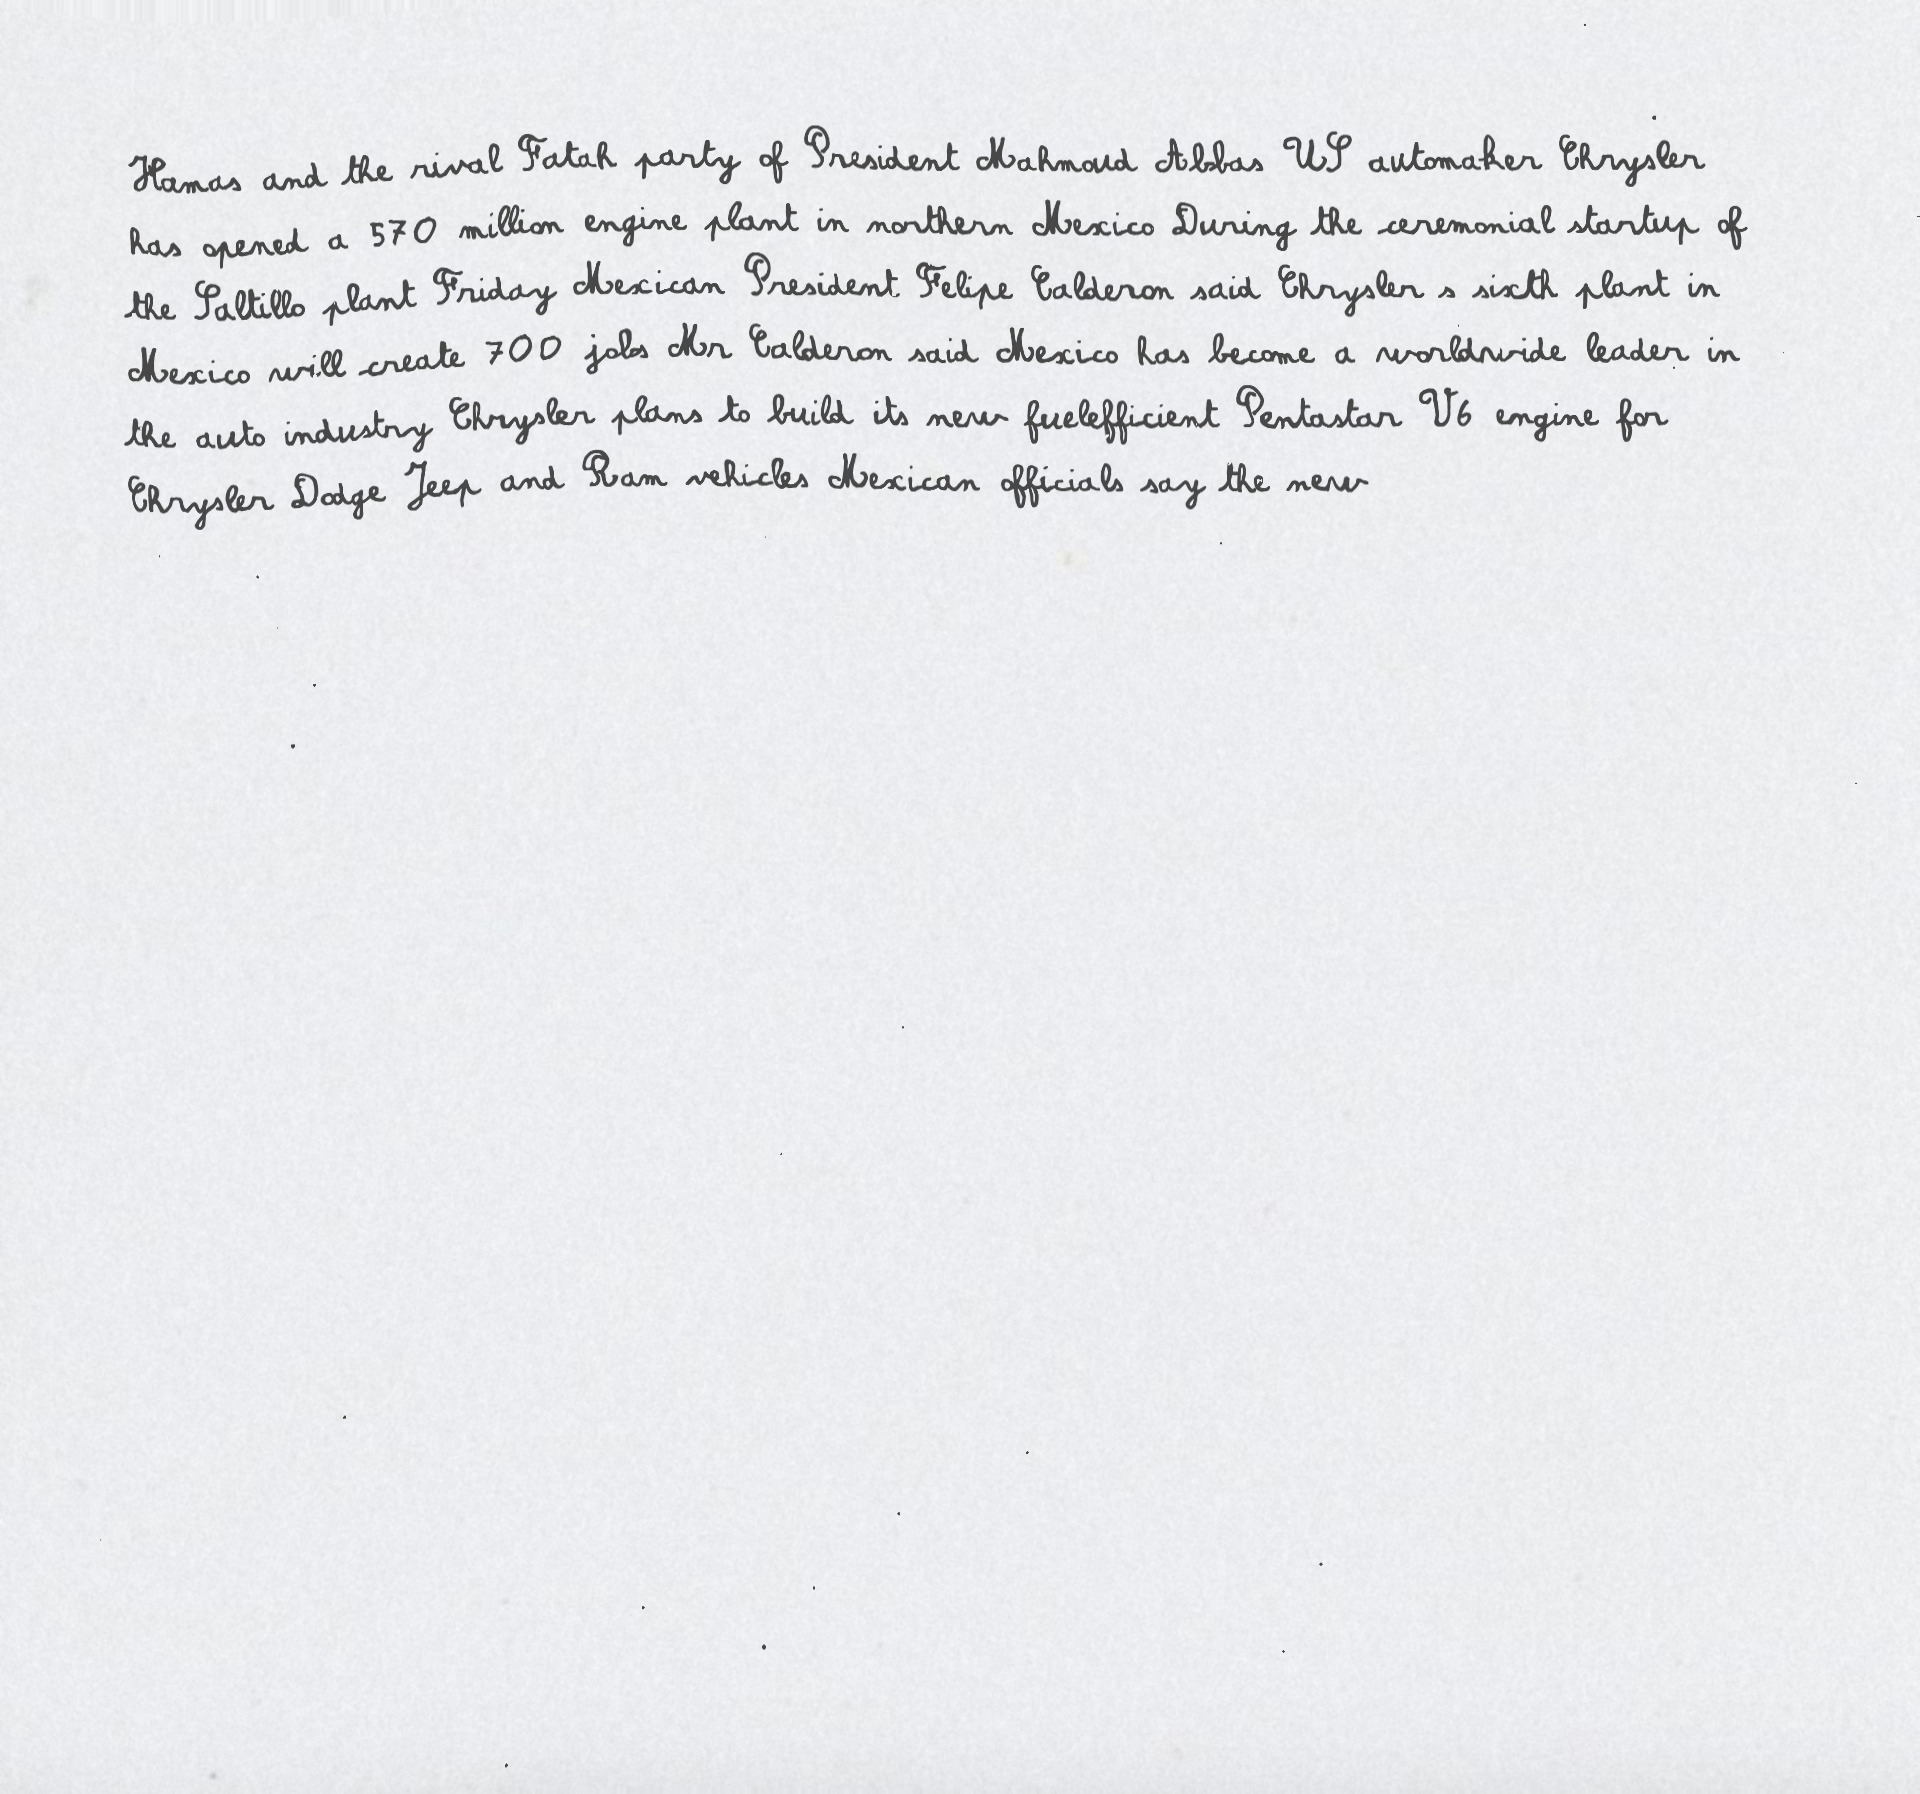 Hamas and the rival Fatah party of President Mahmoud Abbas US automaker Chrysler
has opened a 570 million engine plant in northern Mexico During the ceremonial startup of
the Saltillo plant Friday Mexican President Felipe Calderon said Chrysler s sixth plant in
Mexico will create 700 jobs Mr Calderon said Mexico has become a worldwide leader in
the auto industry Chrysler plans to build its new fuelefficient Pentastar V6 engine for
Chrysler Dodge Jeep and Ram vehicles Mexican officials say the new